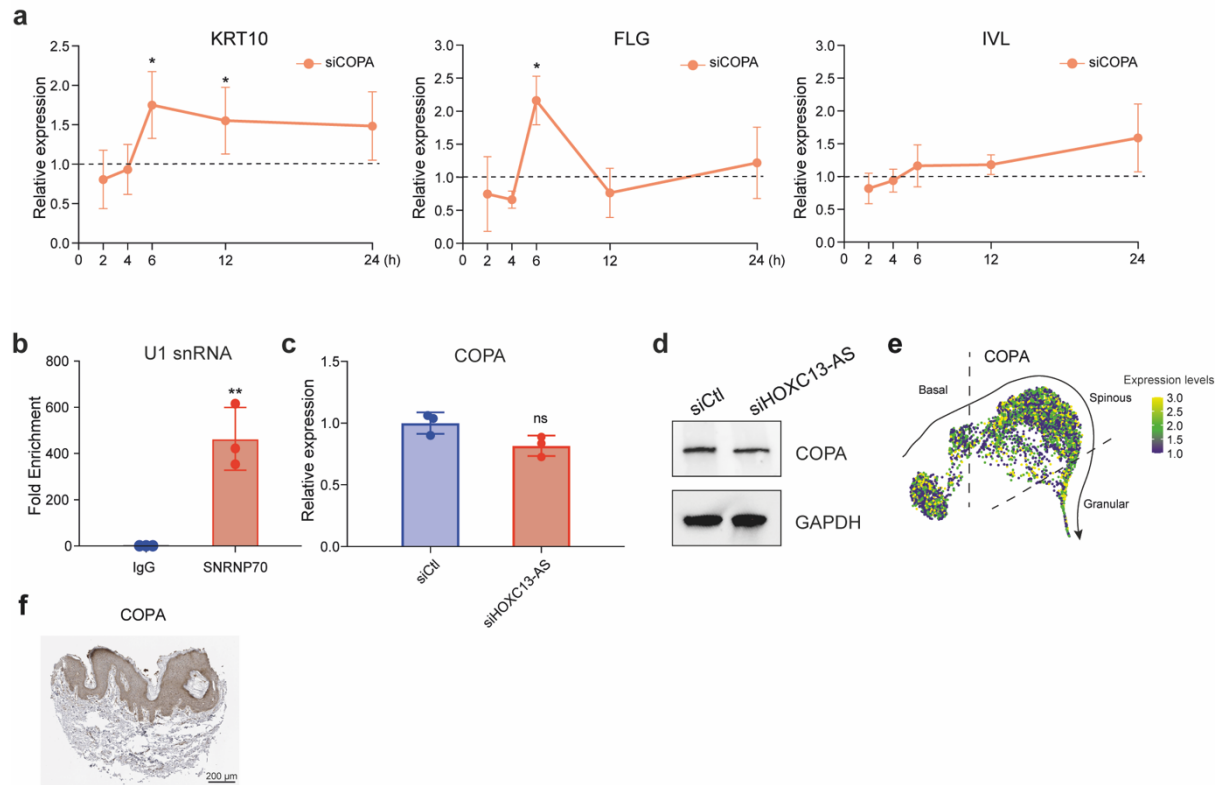 a
KRT10
siCOPA
Relative expression
2.5
2.0
1.5
1.0
0.5
0.0
*
*
0 2 4 6 12 24 (h)
FLG
siCOPA
Relative expression
3.0
2.5
2.0
1.5
1.0
0.5
0.0
*
0 2 4 6 12 24 (h)
IVL
siCOPA
Relative expression
3.0
2.5
2.0
1.5
1.0
0.5
0.0
0 2 4 6 12 24 (h)
b
U1 snRNA
Fold Enrichment
800
600
400
200
0
**
IgG
SNRNP70
c
COPA
Relative expression
1.5
1.0
0.5
0.0
ns
siCtl
siHOXC13-AS
d
siCtl
siHOXC13-AS
COPA
GAPDH
e
COPA
Basal
Spinous
Granular
Expression levels
3.0
2.5
2.0
1.5
1.0
f
COPA
200 μm